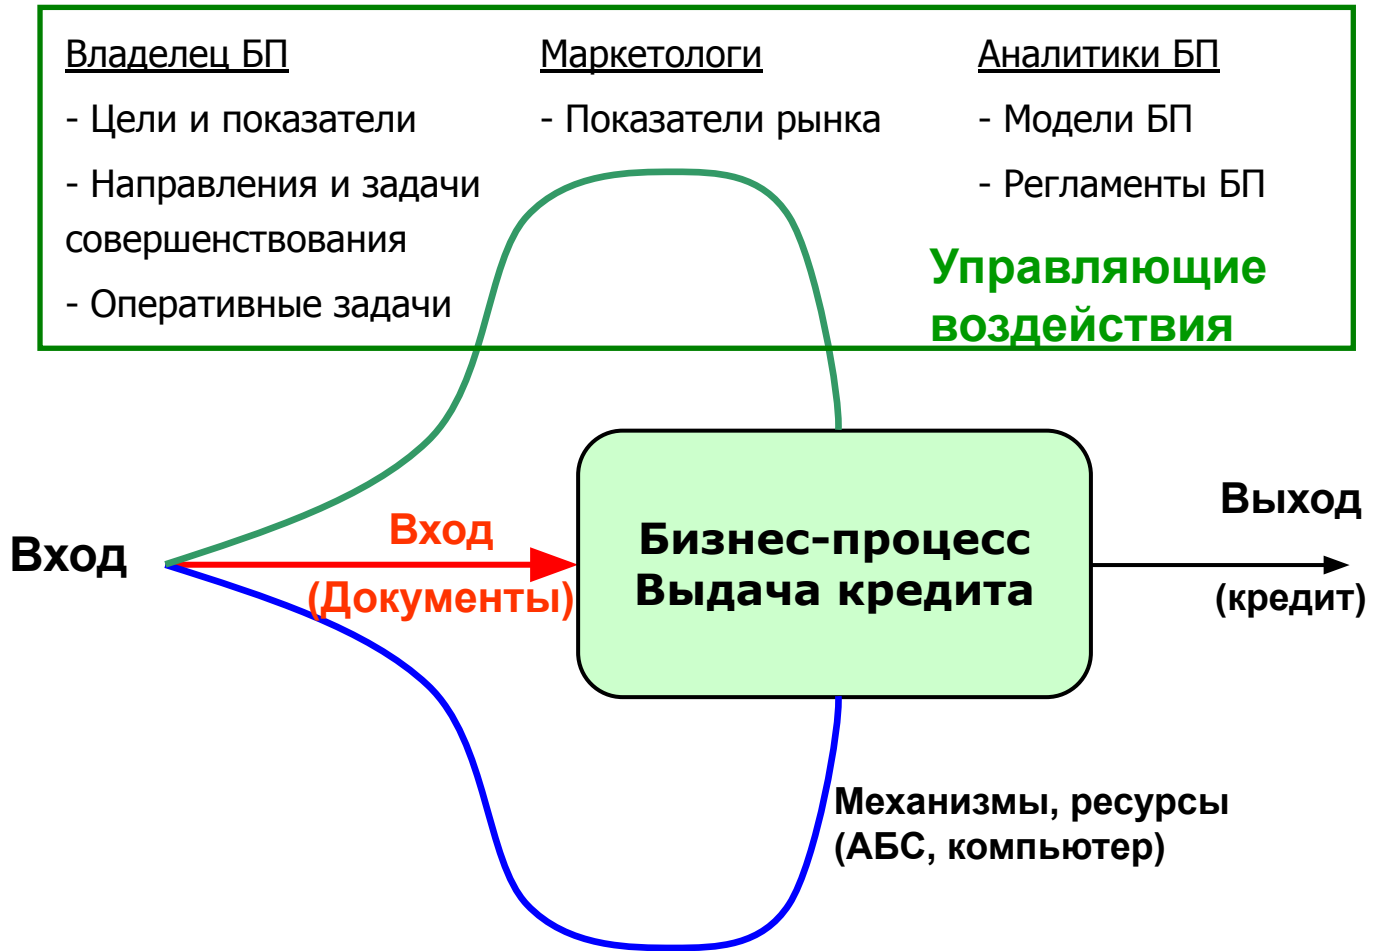 Владелец БП
- Цели и показатели
- Направления и задачи
совершенствования
- Оперативные задачи
Маркетологи
- Показатели рынка
Аналитики БП
- Модели БП
- Регламенты БП
Управляющие
воздействия
Вход
Вход
(Документы)
Бизнес-процесс
Выдача кредита
Выход
(кредит)
Механизмы, ресурсы
(АБС, компьютер)